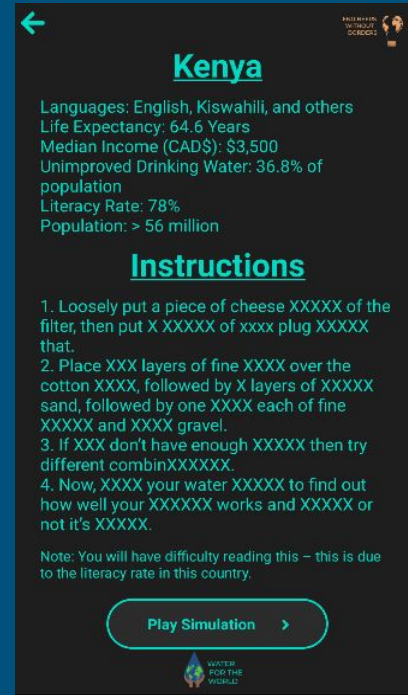 ENGINEERS
WITHOUT
BORDERS
Kenya
Languages: English, Kiswahili, and others
Life Expectancy: 64.6 Years
Median Income (CAD$): $3,500
Unimproved Drinking Water: 36.8% of
population
Literacy Rate: 78%
Population: > 56 million
Instructions
1. Loosely put a piece of cheese XXXXX of the
filter, then put X XXXXX of xxxx plug XXXXX
that.
2. Place XXX layers of fine XXXX over the
cotton XXXX, followed by X layers of XXXXX
sand, followed by one XXXX each of fine
XXXXX and XXXX gravel.
3. If XXX don't have enough XXXXX then try
different combinXXXXXX.
4. Now, XXXX your water XXXXX to find out
how well your XXXXXX works and XXXXX or
not it's XXXXX.
Note: You will have difficulty reading this – this is due
to the literacy rate in this country.
Play Simulation
WATER
FOR THE
WORLD